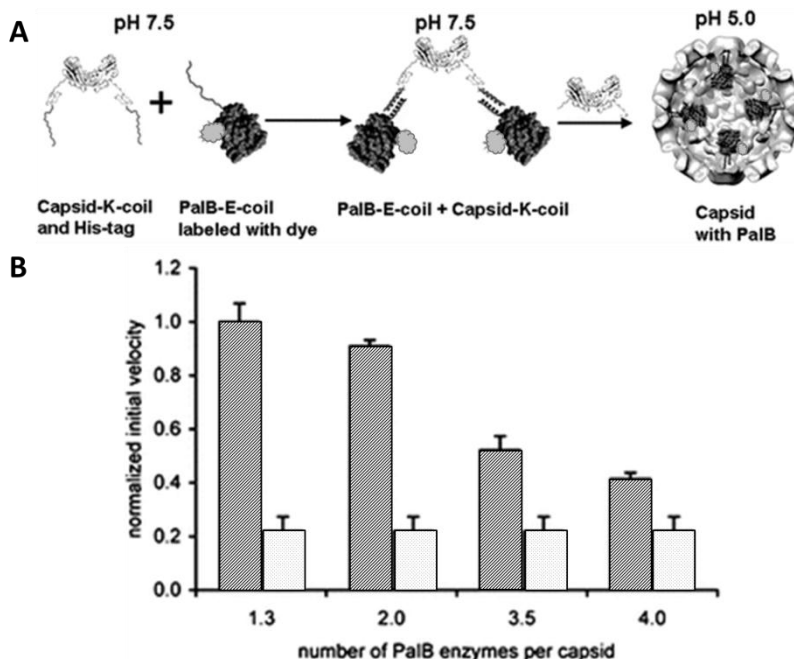 A
pH 7.5
pH 7.5
pH 5.0
+
Capsid-K-coil
and His-tag
PalB-E-coil
labeled with dye
PalB-E-coil + Capsid-K-coil
Capsid
with PalB
B
normalized initial velocity
1.2
1.0
0.8
0.6
0.4
0.2
0.0
1.3 2.0 3.5 4.0
number of PalB enzymes per capsid